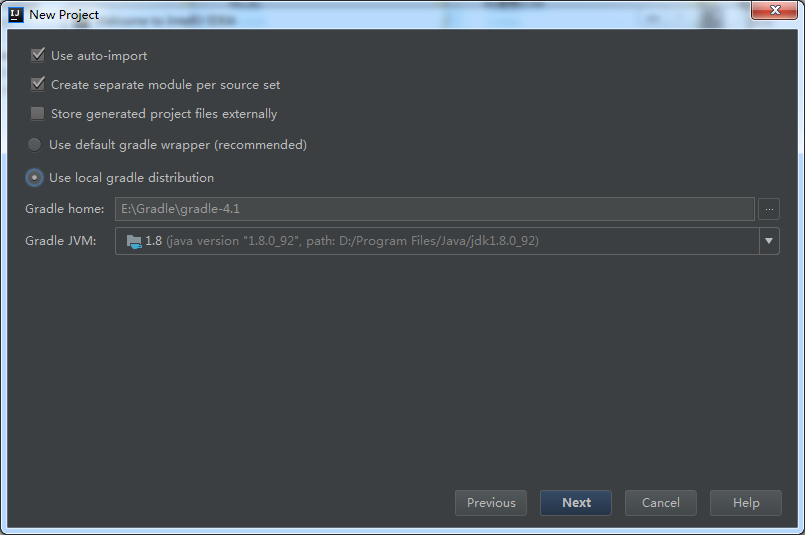 New Project
Use auto-import
Create separate module per source set
Store generated project files externally
Use default gradle wrapper (recommended)
Use local gradle distribution
Gradle home: E:\Gradle\gradle-4.1 ...
Gradle JVM: 1.8 (java version "1.8.0_92", path: D:/Program Files/Java/jdk1.8.0_92)
Previous Next Cancel Help